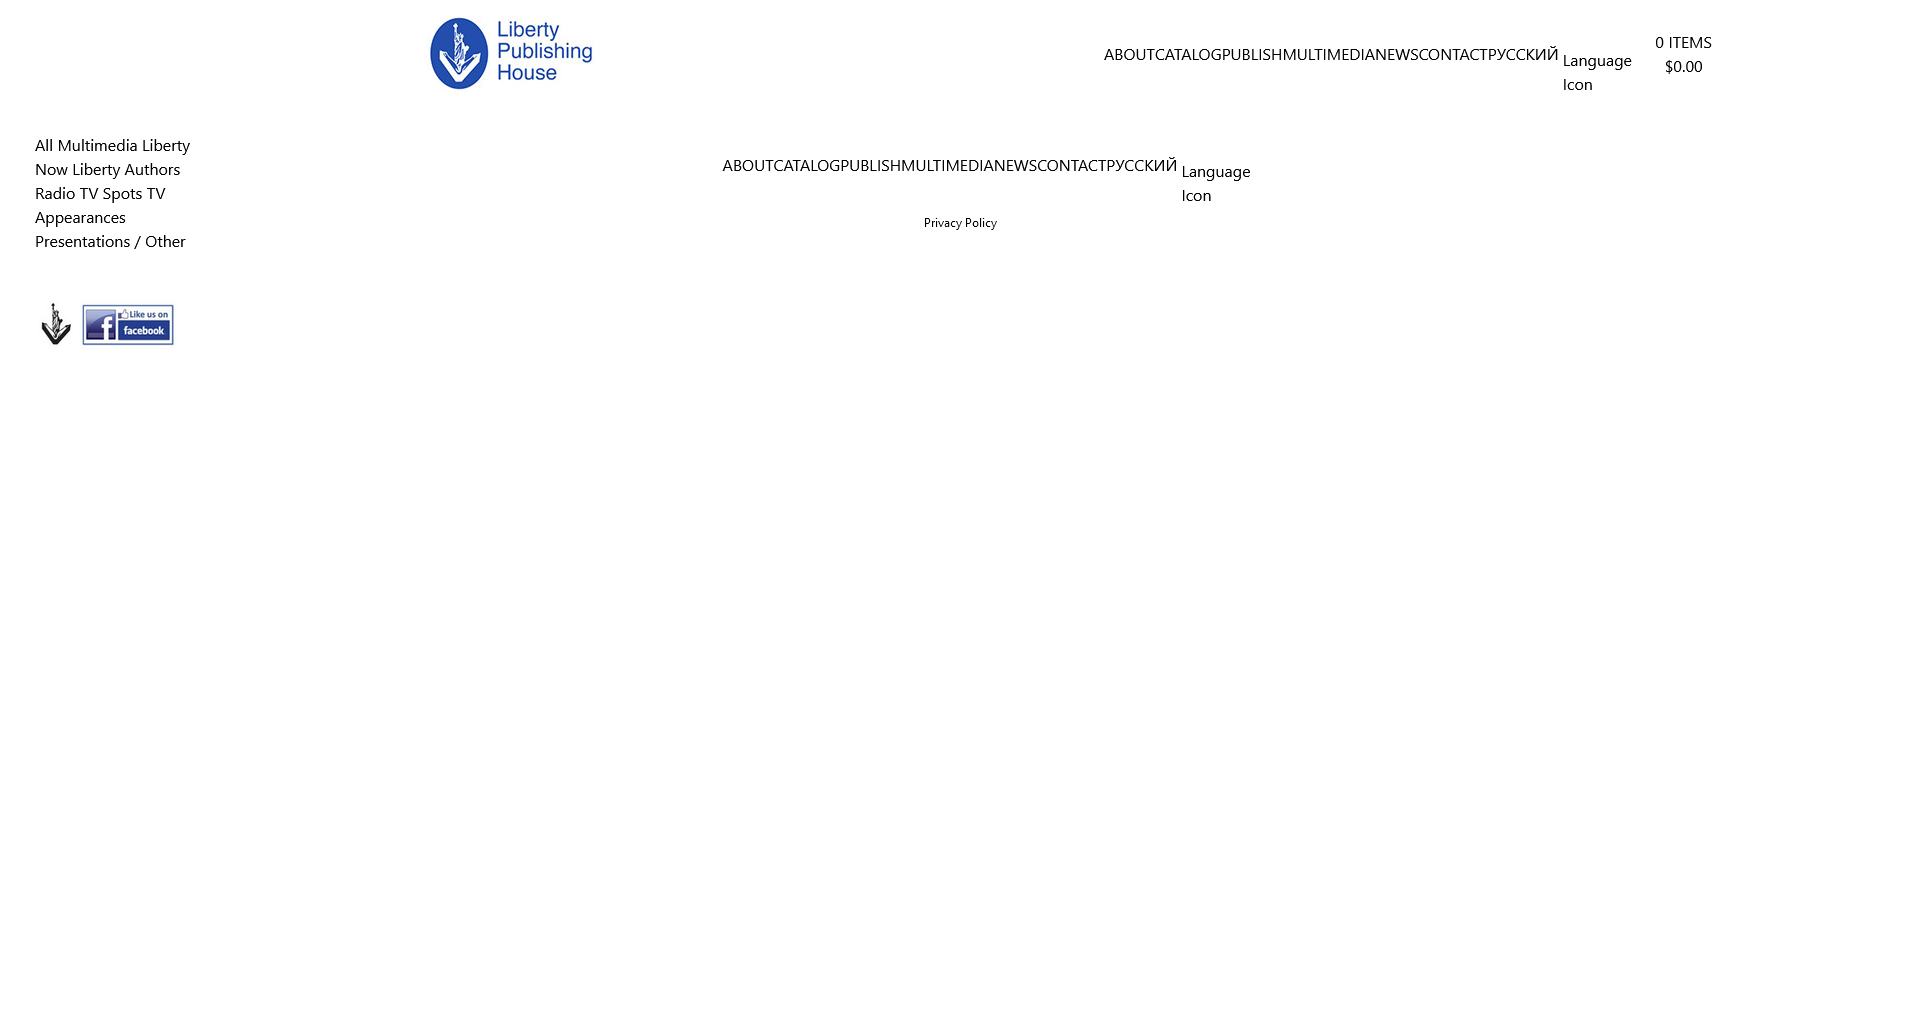 Liberty
Publishing
House
ABOUTCATALOGPUBLISHMULTIMEDIANEWSCONTACTРУССКИЙ
Language
Icon
0 ITEMS
$0.00
All Multimedia Liberty
Now Liberty Authors
Radio TV Spots TV
Appearances
Presentations / Other
ABOUTCATALOGPUBLISHMULTIMEDIANEWSCONTACTРУССКИЙ
Language
Icon
Privacy Policy
Like us on
facebook